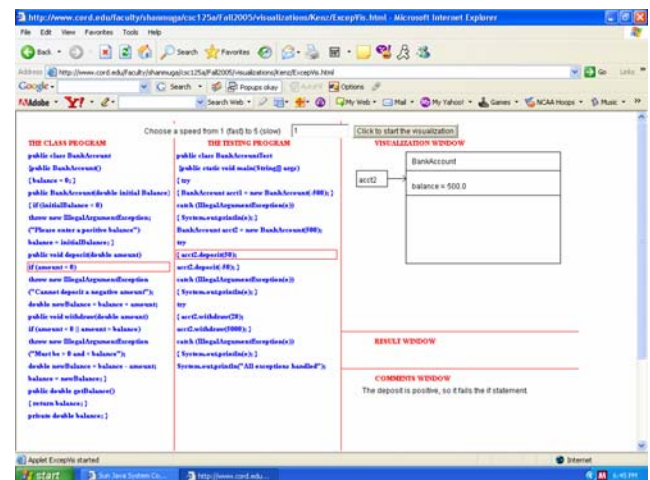 http://www.cord.edu/faculty/shanmuga/csc125a/Fall2005/visualizations/Kenz/ExcepVis.html - Microsoft Internet Explorer
File Edit View Favorites Tools Help
Back Search Favorites
Address http://www.cord.edu/faculty/shanmuga/csc125a/Fall2005/visualizations/Kenz/ExcepVis.html Go Links
Google Search Popups okay Options
Adobe Y! Search Web My Web Mail My Yahoo! Games NCAA Hoops Music
Choose a speed from 1 (fast) to 5 (slow) 1 Click to start the visualization
THE CLASS PROGRAM
public class BankAccount
{public BankAccount()
{ balance = 0; }
public BankAccount(double initial Balance)
{ if (initialBalance < 0)
throw new IllegalArgumentException;
("Please enter a positive balance")
balance = initialBalance; }
public void deposit(double amount)
if (amount < 0)
throw new IllegalArgumentException
("Cannot deposit a negative amount");
double newBalance = balance + amount;
public void withdraw(double amount)
if (amount < 0 || amount > balance)
throw new IllegalArgumentException
("Must be > 0 and < balance");
double newBalance = balance - amount;
balance = newBalance; }
public double getBalance()
{ return balance; }
private double balance; }
THE TESTING PROGRAM
public class BankAccountTest
{public static void main(String[] args)
{ try
{ BankAccount acct1 = new BankAccount(-500); }
catch (IllegalArgumentException(e))
{ System.out.println(e); }
BankAccount acct2 = new BankAccount(500);
try
{ acct2.deposit(50);
acct2.deposit(-50); }
catch (IllegalArgumentException(e))
{ System.out.println(e); }
try
{ acct2.withdraw(20);
acct2.withdraw(5000); }
catch (IllegalArgumentException(e))
{ System.out.println(e); }
System.out.println("All exceptions handled");
VISUALIZATION WINDOW
BankAccount
acct2
balance = 500.0
RESULT WINDOW
COMMENTS WINDOW
The deposit is positive, so it fails the if statement.
Applet ExcepVis started Internet
start Sun Java System Co... http://www.cord.edu... 6:45 PM